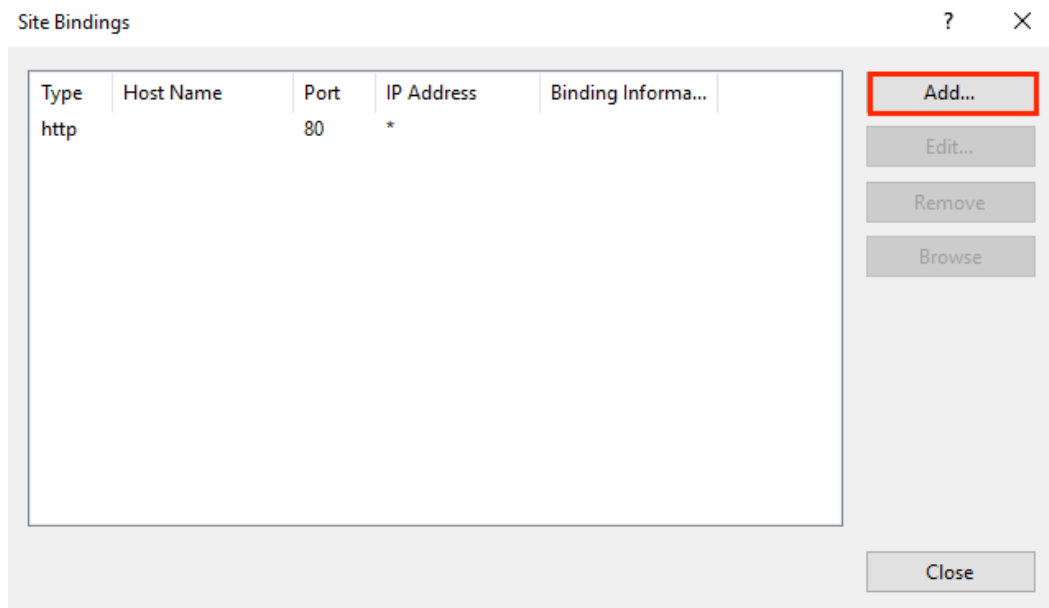 Site Bindings ? ×
Type Host Name Port IP Address Binding Informa...
http 80 *
Add...
Edit...
Remove
Browse
Close